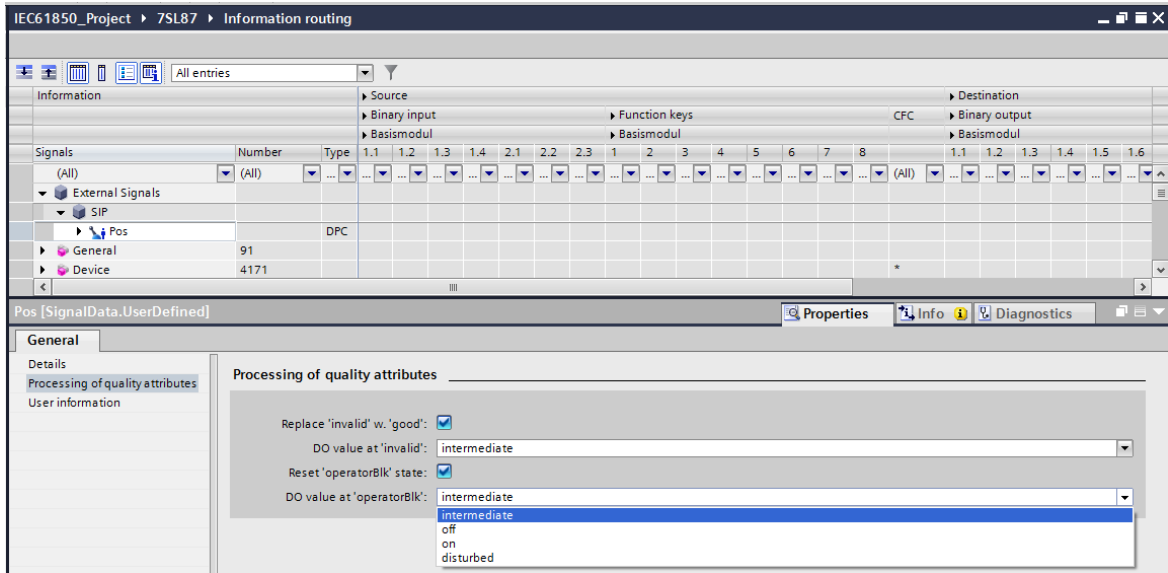 IEC61850_Project ▸ 7SL87 ▸ Information routing
All entries
Information Source Destination
Binary input Function keys CFC Binary output
Basismodul Basismodul Basismodul
Signals Number Type 1.1 1.2 1.3 1.4 2.1 2.2 2.3 1 2 3 4 5 6 7 8 1.1 1.2 1.3 1.4 1.5 1.6
(All) (All) ... ... ... ... ... ... ... ... ... ... ... ... ... ... ... ... (All) ... ... ... ... ... ...
External Signals
SIP
Pos DPC
General 91
Device 4171 *
Pos [SignalData.UserDefined] Properties Info Diagnostics
General
Details
Processing of quality attributes
User information
Processing of quality attributes
Replace 'invalid' w. 'good':
DO value at 'invalid': intermediate
Reset 'operatorBlk' state:
DO value at 'operatorBlk': intermediate
intermediate
off
on
disturbed